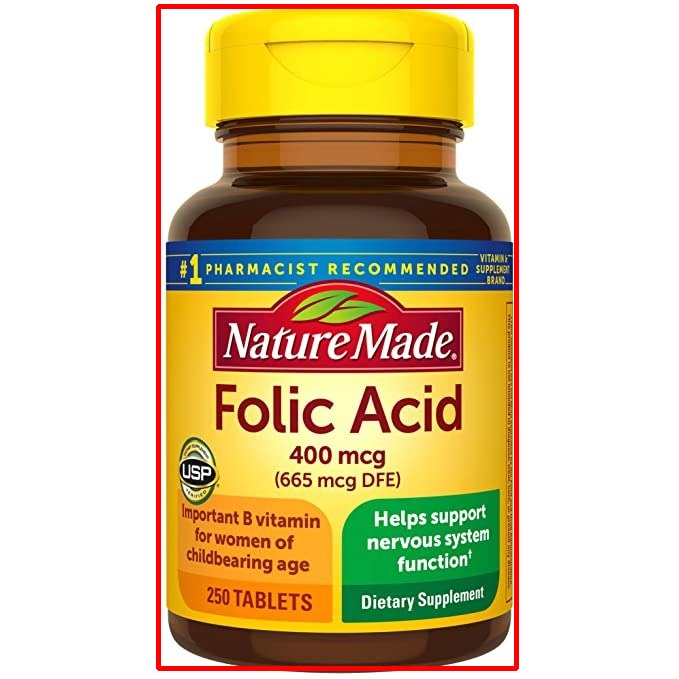 #1 PHARMACIST RECOMMENDED VITAMIN & SUPPLEMENT BRAND
Nature Made®
Folic Acid
400 mcg
(665 mcg DFE)
USP
VERIFIED
Important B vitamin
for women of
childbearing age
250 TABLETS
Helps support
nervous system
function†
Dietary Supplement